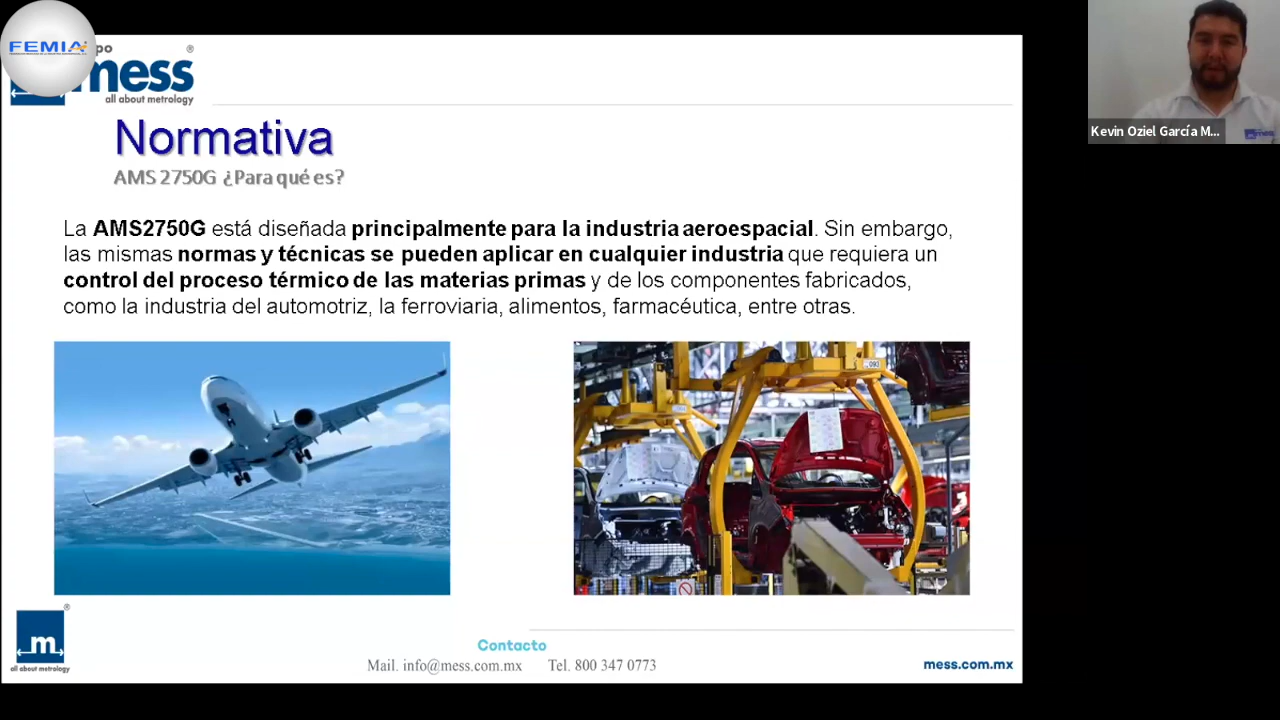 FEMIA
mess
®
all about metrology
Kevin Oziel García M...
mess
Normativa
AMS 2750G ¿Para qué es?
La AMS2750G está diseñada principalmente para la industria aeroespacial. Sin embargo,
las mismas normas y técnicas se pueden aplicar en cualquier industria que requiera un
control del proceso térmico de las materias primas y de los componentes fabricados,
como la industria del automotriz, la ferroviaria, alimentos, farmacéutica, entre otras.
093
®
m
all about metrology
Contacto
Mail. info@mess.com.mx Tel. 800 347 0773
mess.com.mx